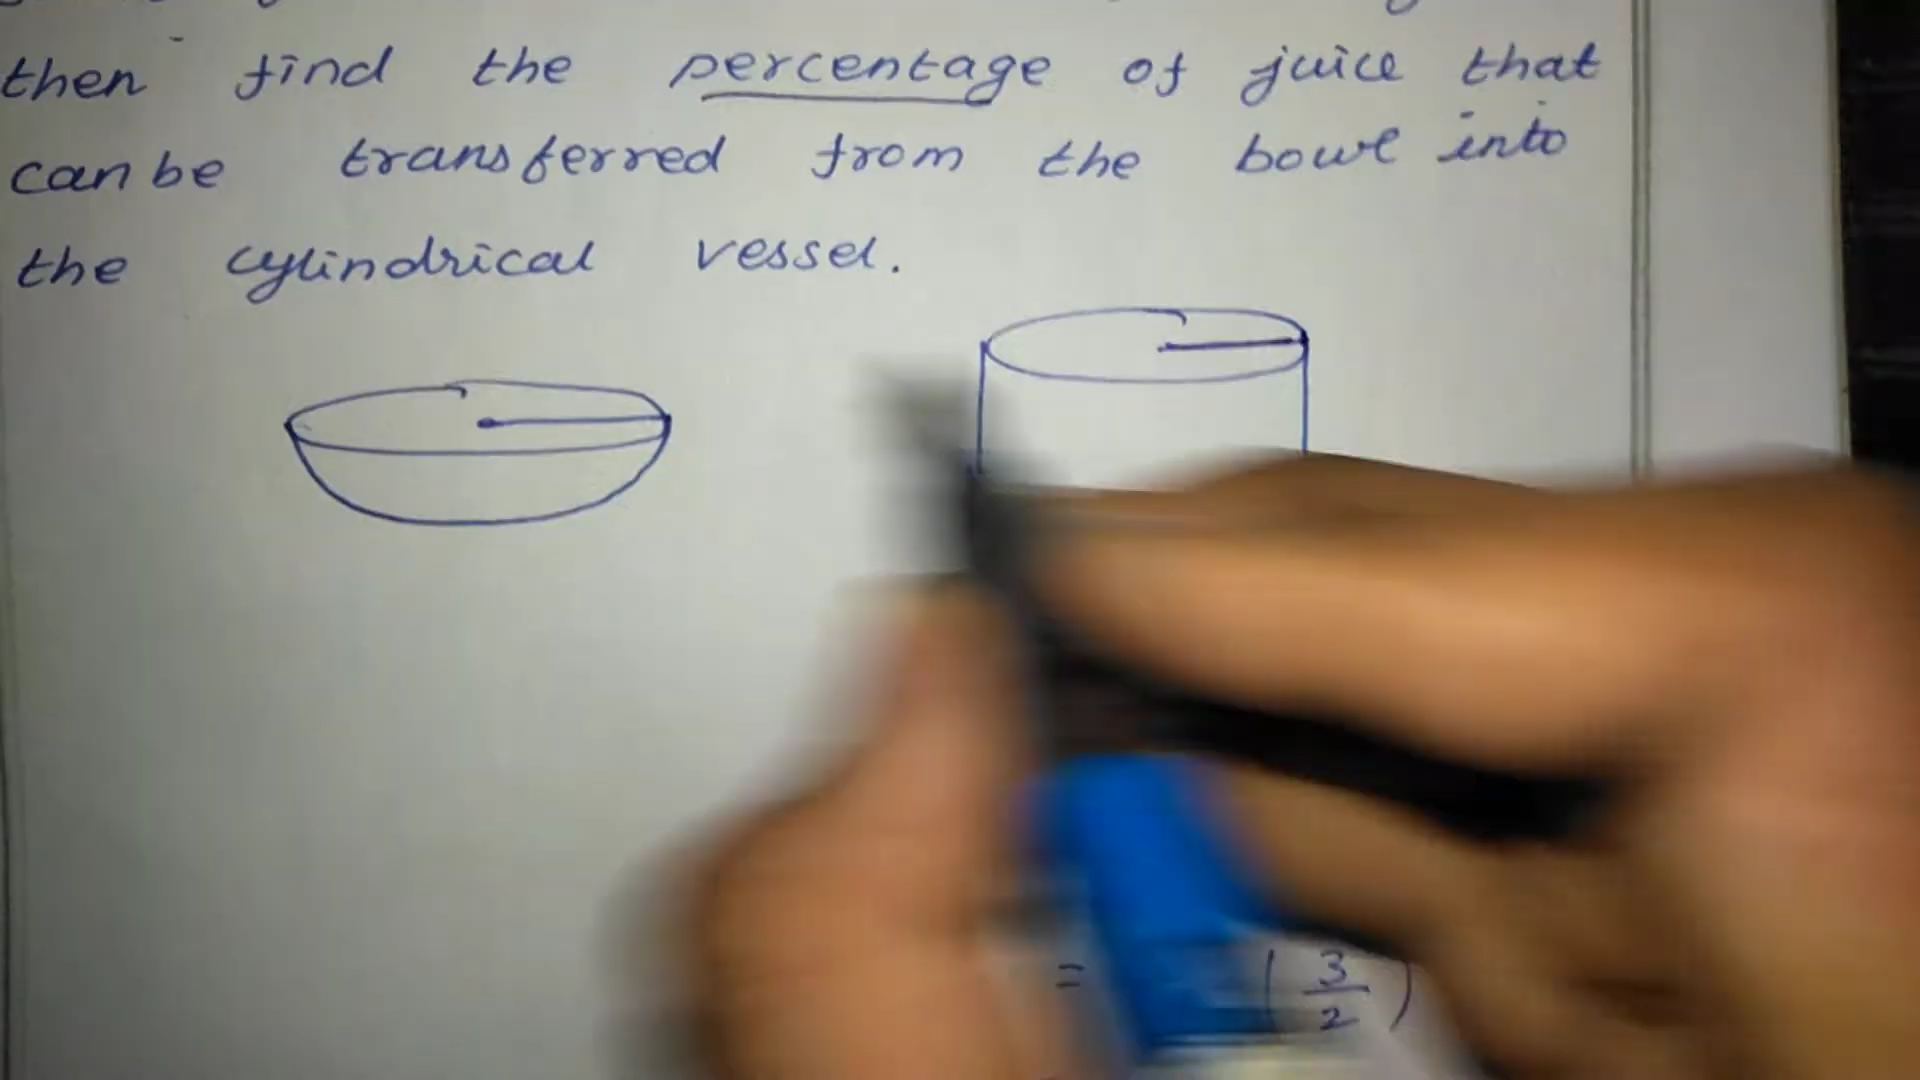 then find the percentage of juice that
can be transferred from the bowl into
the cylindrical vessel.
= ( 3/2 )